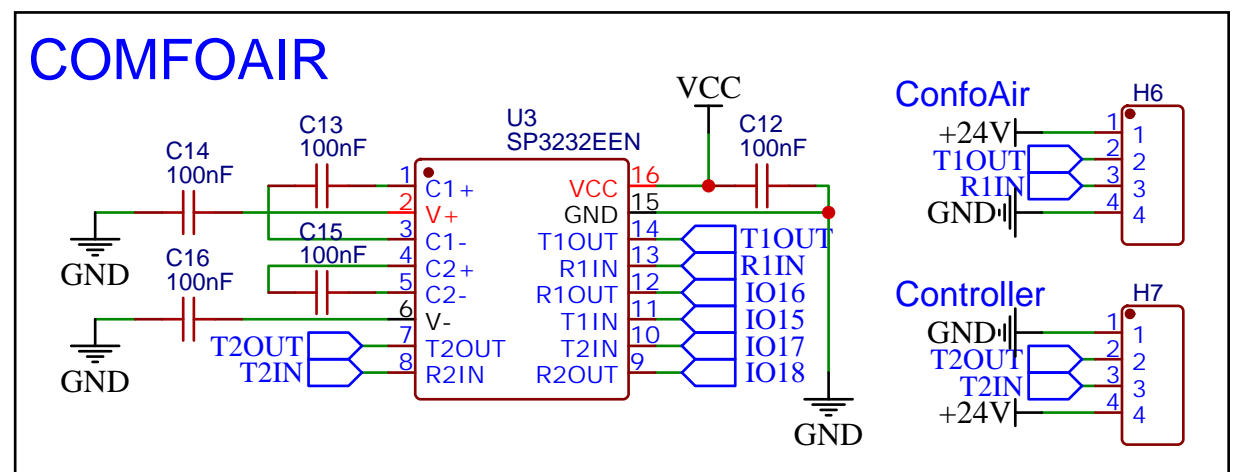 COMFOAIR
VCC
C14
100nF
C13
100nF
U3
SP3232EEN
C12
100nF
GND
C16
100nF
C15
100nF
GND
1 C1+
2 V+
3 C1-
4 C2+
5 C2-
6 V-
T2OUT 7 T2OUT
T2IN 8 R2IN
VCC 16
GND 15
T1OUT 14 T1OUT
R1IN 13 R1IN
R1OUT 12 IO16
T1IN 11 IO15
T2IN 10 IO17
R2OUT 9 IO18
GND
ConfoAir
H6
+24V 1 1
T1OUT 2 2
R1IN 3 3
GND 4 4
Controller
H7
GND 1 1
T2OUT 2 2
T2IN 3 3
+24V 4 4